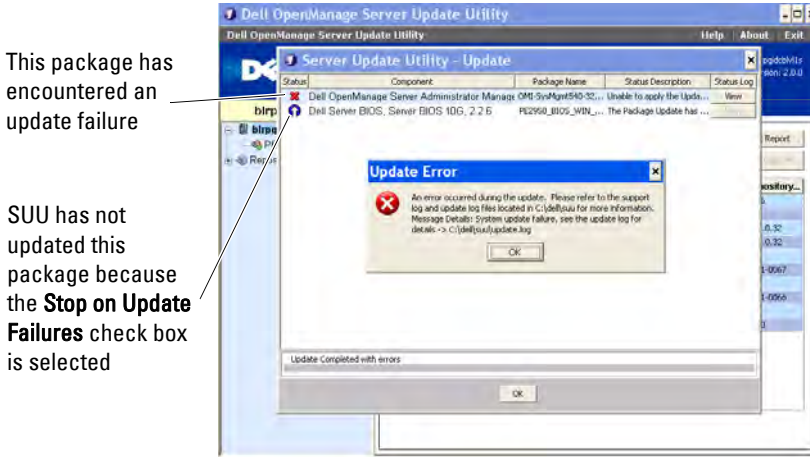 Dell OpenManage Server Update Utility
Dell OpenManage Server Update Utility
Help About Exit
This package has
encountered an
update failure
Server Update Utility - Update
Status Component Package Name Status Description Status Log
Dell OpenManage Server Administrator Manage OMI-SysMgmt540-32... Unable to apply the Upda... View
Dell Server BIOS, Server BIOS 10G, 2.2.6 PE2950_BIOS_WIN_... The Package Update has ...
Report
Update Error
An error occurred during the update. Please refer to the support
log and update log files located in C:\dell\suu for more information.
Message Details: System update failure, see the update log for
details -> C:\dell\suu\update.log
OK
SUU has not
updated this
package because
the Stop on Update
Failures check box
is selected
Update Completed with errors
OK